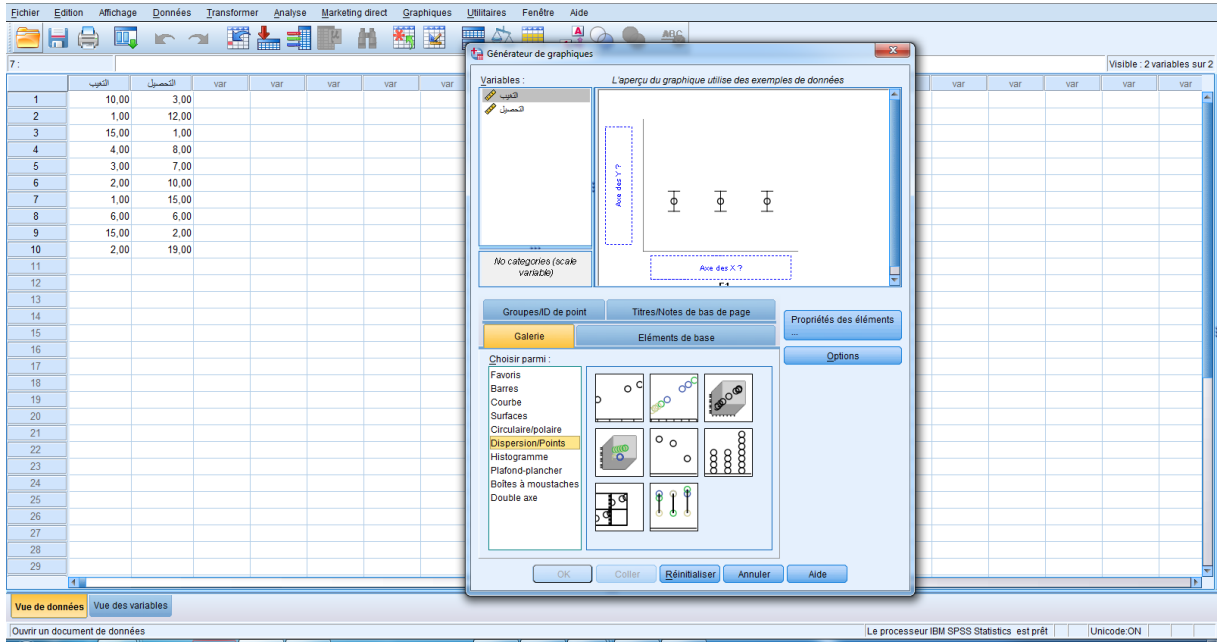 Fichier Edition Affichage Données Transformer Analyse Marketing direct Graphiques Utilitaires Fenêtre Aide
7 :
Visible : 2 variables sur 2
التغيب التحصيل var var var var var var var var var
1 10,00 3,00
2 1,00 12,00
3 15,00 1,00
4 4,00 8,00
5 3,00 7,00
6 2,00 10,00
7 1,00 15,00
8 6,00 6,00
9 15,00 2,00
10 2,00 19,00
11
12
13
14
15
16
17
18
19
20
21
22
23
24
25
26
27
28
29
Générateur de graphiques
Variables :
التغيب
التحصيل
No categories (scale
variable)
L'aperçu du graphique utilise des exemples de données
Axe des Y ?
Axe des X ?
Groupes/ID de point Titres/Notes de bas de page
Galerie Eléments de base
Propriétés des éléments
...
Options
Choisir parmi :
Favoris
Barres
Courbe
Surfaces
Circulaire/polaire
Dispersion/Points
Histogramme
Plafond-plancher
Boîtes à moustaches
Double axe
OK Coller Réinitialiser Annuler Aide
Vue de données Vue des variables
Ouvrir un document de données
Le processeur IBM SPSS Statistics est prêt Unicode:ON